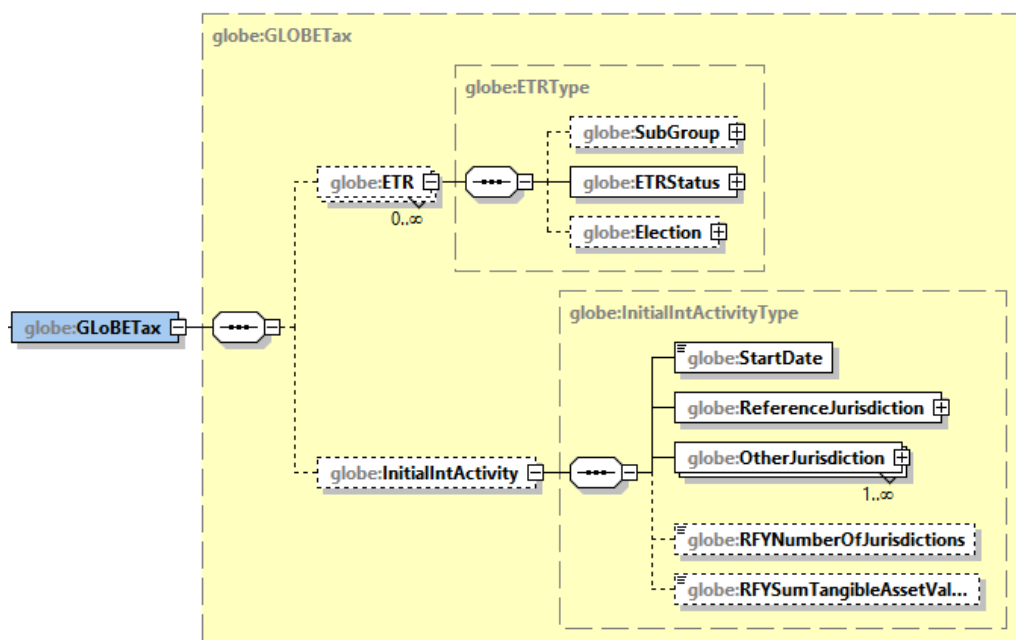 globe:GLOBETax
globe:ETRType
globe:SubGroup
globe:ETR
globe:ETRStatus
0..∞
globe:Election
globe:InitialIntActivityType
globe:GLoBETax
globe:StartDate
globe:ReferenceJurisdiction
globe:OtherJurisdiction
globe:InitialIntActivity
1..∞
globe:RFYNumberOfJurisdictions
globe:RFYSumTangibleAssetVal...